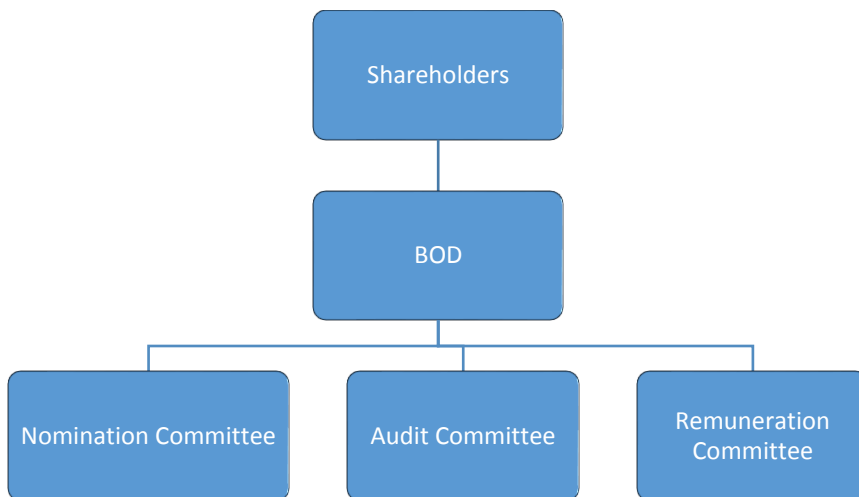 Shareholders
BOD
Nomination Committee
Audit Committee
Remuneration
Committee